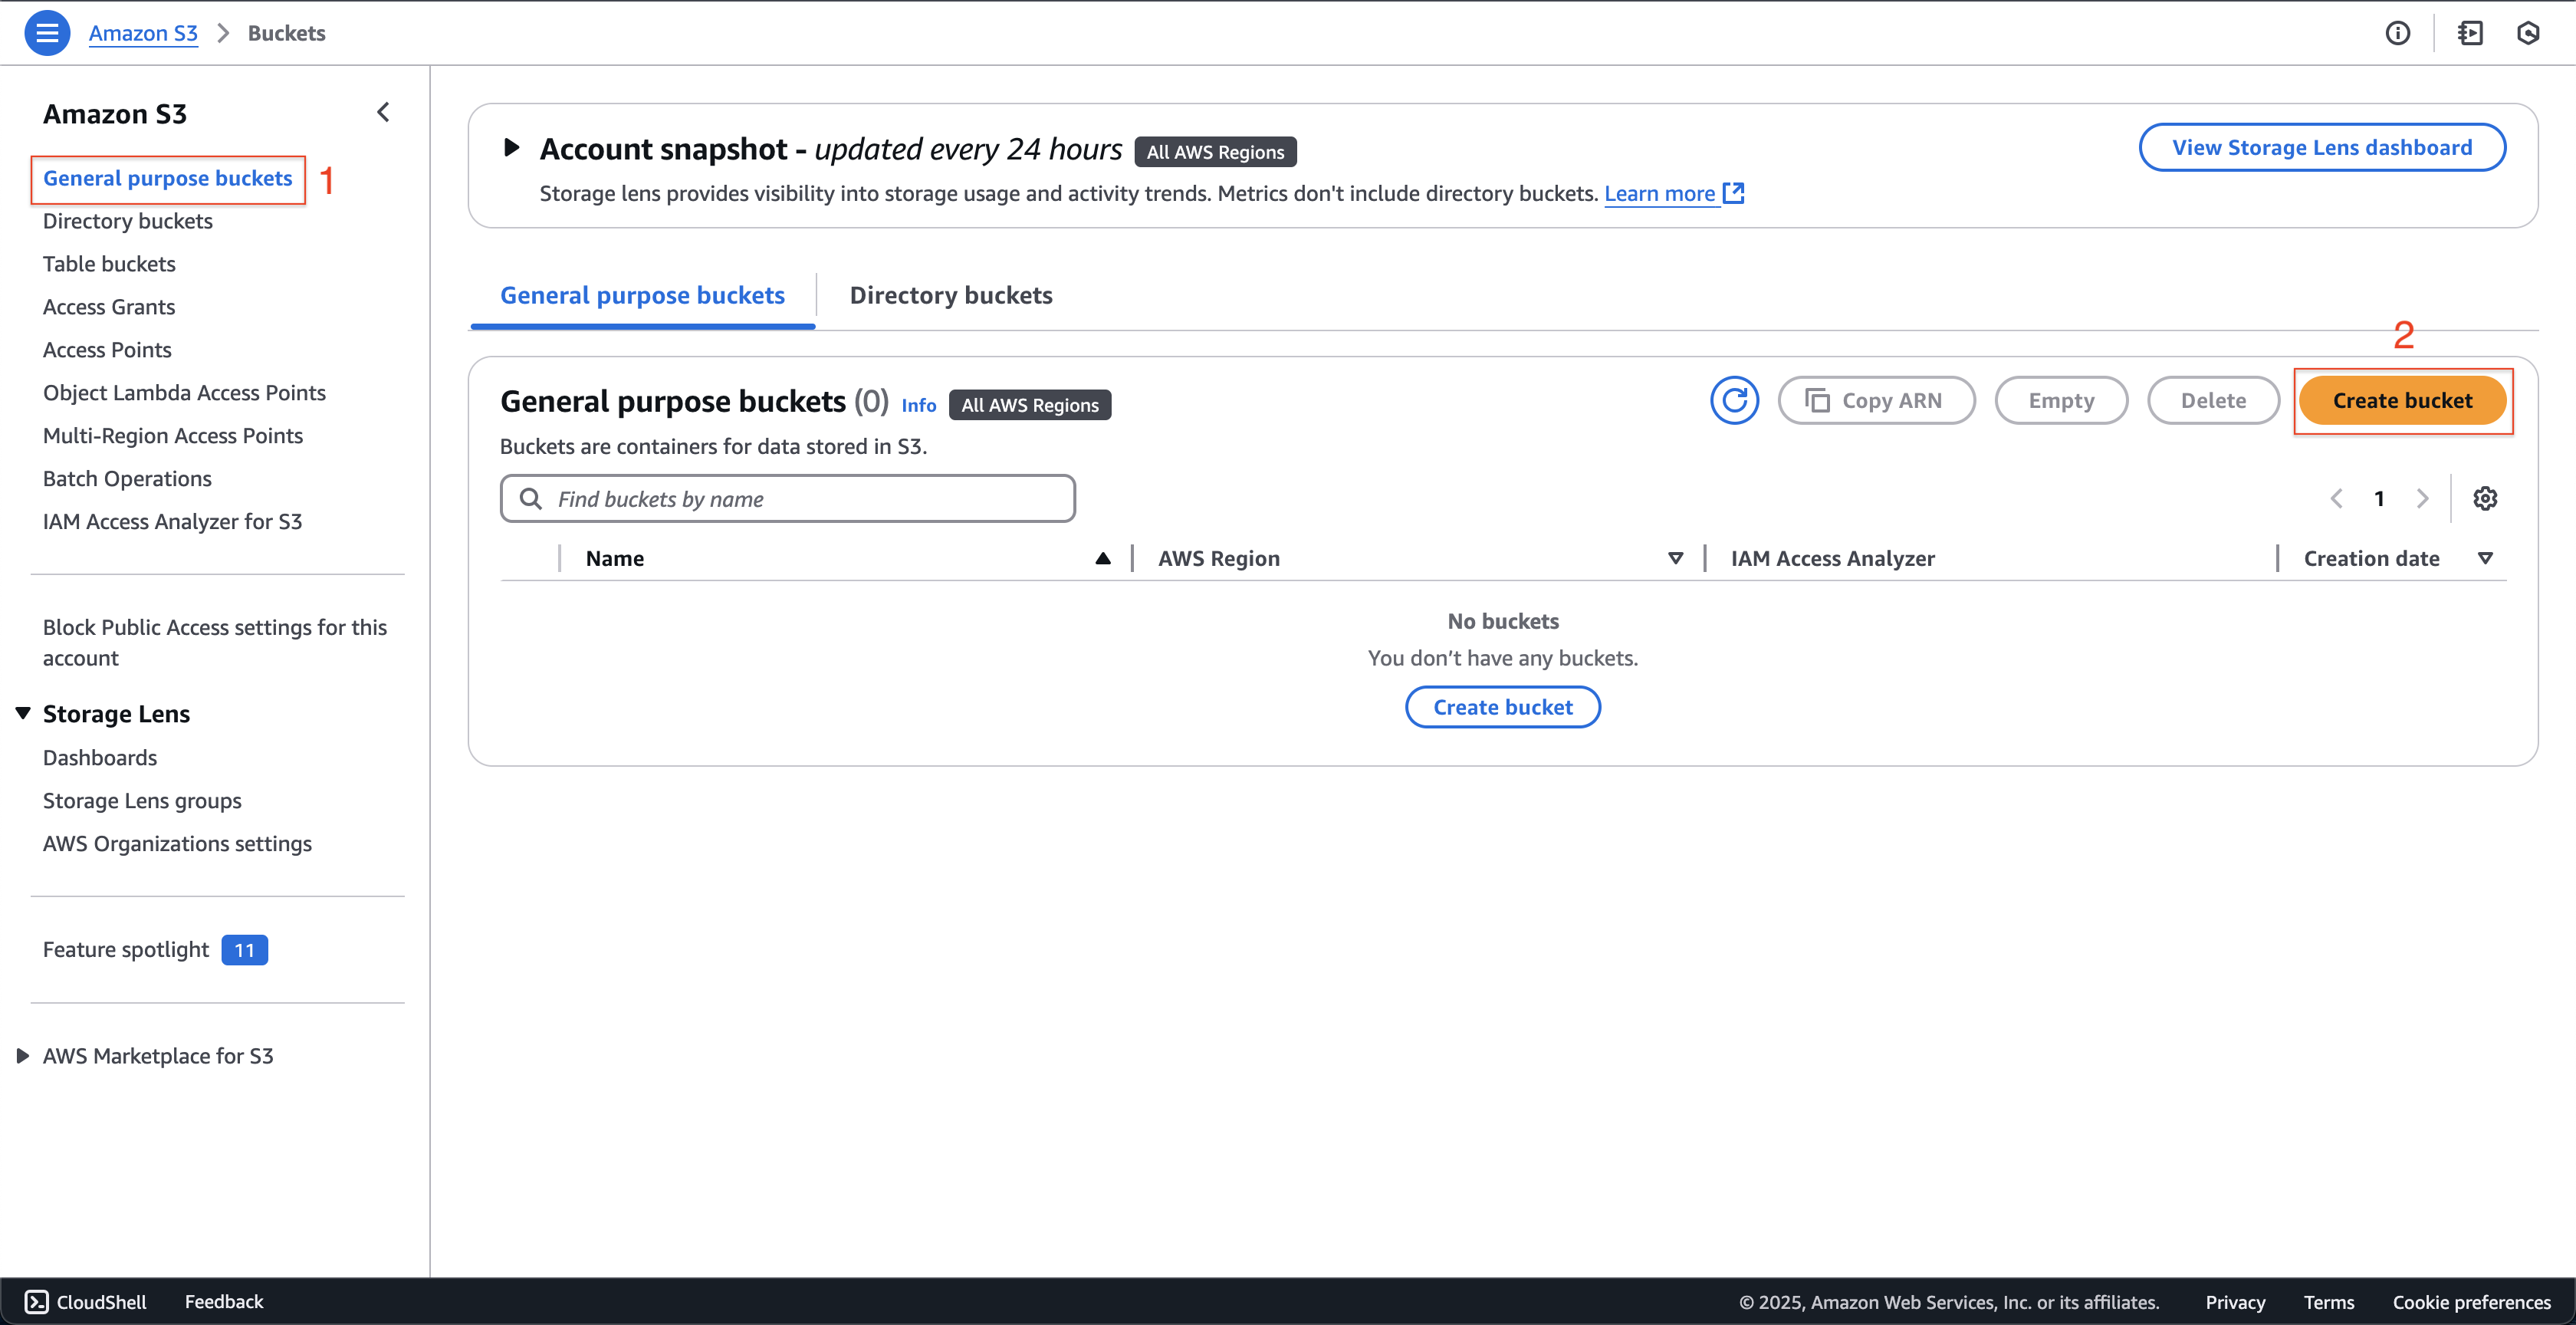 Amazon S3 > Buckets
Amazon S3
General purpose buckets 1
Directory buckets
Table buckets
Access Grants
Access Points
Object Lambda Access Points
Multi-Region Access Points
Batch Operations
IAM Access Analyzer for S3
Block Public Access settings for this
account
Storage Lens
Dashboards
Storage Lens groups
AWS Organizations settings
Feature spotlight 11
AWS Marketplace for S3
Account snapshot - updated every 24 hours All AWS Regions
View Storage Lens dashboard
Storage lens provides visibility into storage usage and activity trends. Metrics don't include directory buckets. Learn more
General purpose buckets Directory buckets
2
General purpose buckets (0) Info All AWS Regions
Copy ARN Empty Delete Create bucket
Buckets are containers for data stored in S3.
Find buckets by name
1
Name AWS Region IAM Access Analyzer Creation date
No buckets
You don’t have any buckets.
Create bucket
CloudShell Feedback © 2025, Amazon Web Services, Inc. or its affiliates. Privacy Terms Cookie preferences